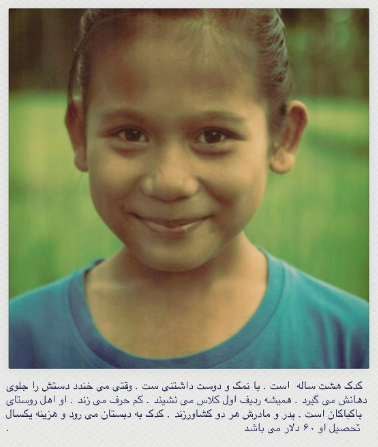 کدک هشت ساله است . با نمک و دوست داشتنی ست . وقتی می خندد دستش را جلوی
دهانش می گیرد . همیشه ردیف اول کلاس می نشیند . کم حرف می زند . او اهل روستای
باکباکان است . پدر و مادرش هر دو کشاورزند . کدک به دبستان می رود و هزینه یکسال
تحصیل او ۶۰ دلار می باشد .